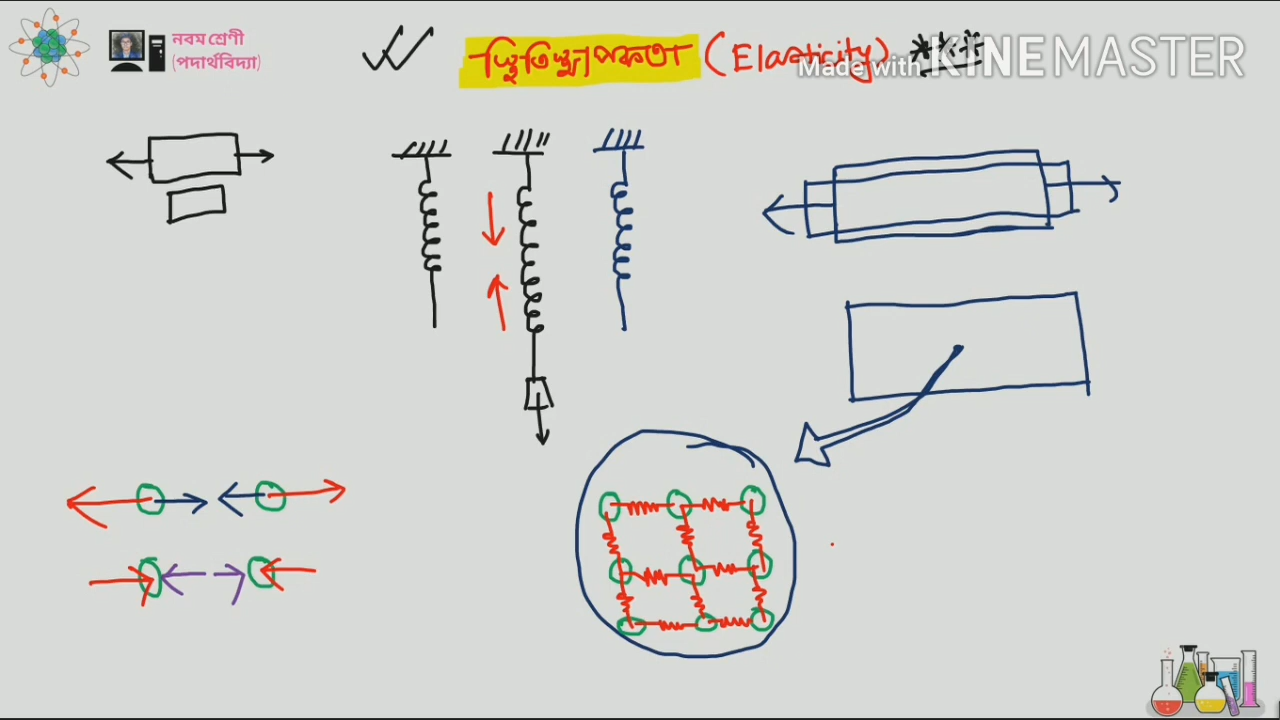 নবম শ্রেণী
(পদার্থবিদ্যা)
স্থিতিস্থাপকতা (Elasticity) ***
Made with KINEMASTER